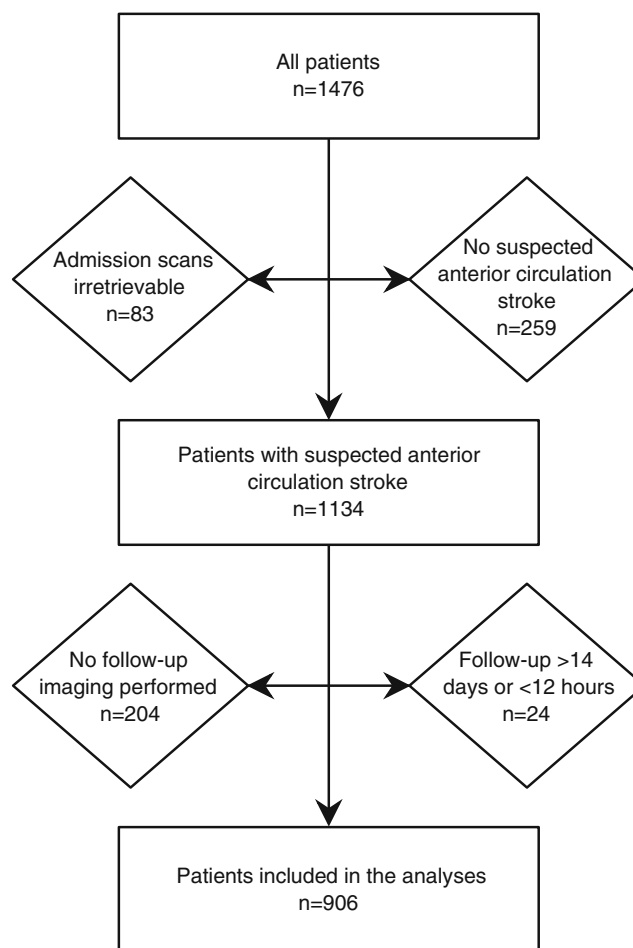 All patients
n=1476
Admission scans
irretrievable
n=83
No suspected
anterior circulation
stroke
n=259
Patients with suspected anterior
circulation stroke
n=1134
No follow-up
imaging performed
n=204
Follow-up >14
days or <12 hours
n=24
Patients included in the analyses
n=906